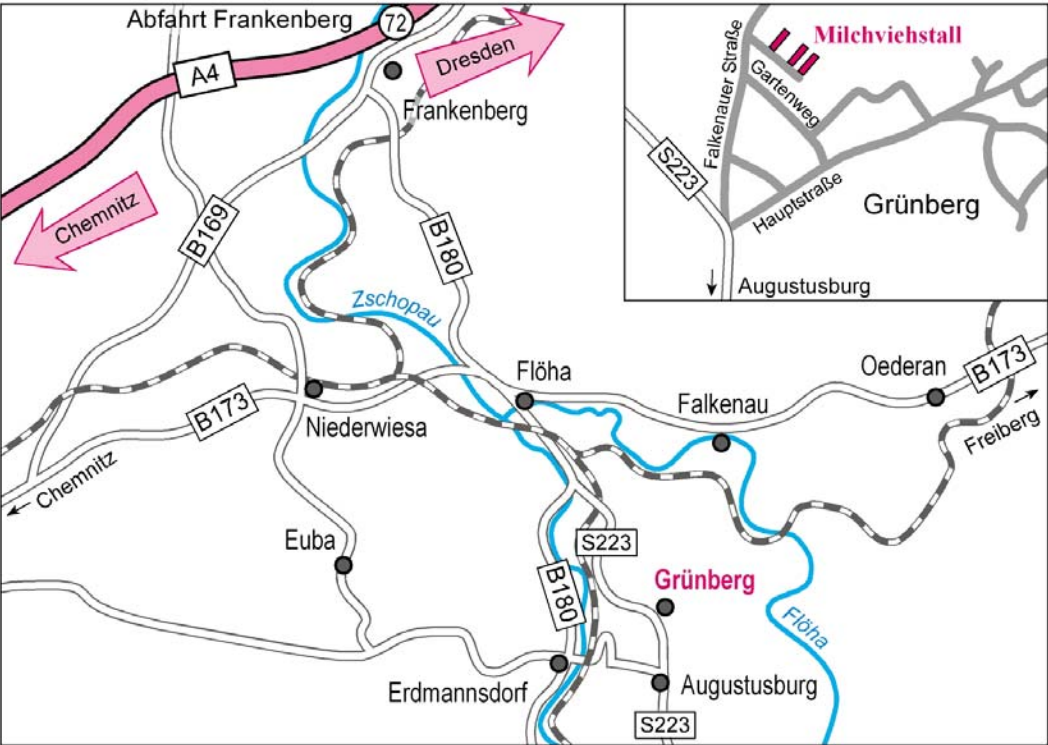 Abfahrt Frankenberg
72
Dresden
A4
Frankenberg
Chemnitz
B169
B180
Zschopau
Milchviehstall
Falkenauer Straße
Gartenweg
S223
Hauptstraße
Grünberg
Augustusburg
Flöha
Falkenau
Oederan
B173
Freiberg
B173
Niederwiesa
Chemnitz
Euba
S223
B180
Grünberg
Flöha
Erdmannsdorf
Augustusburg
S223